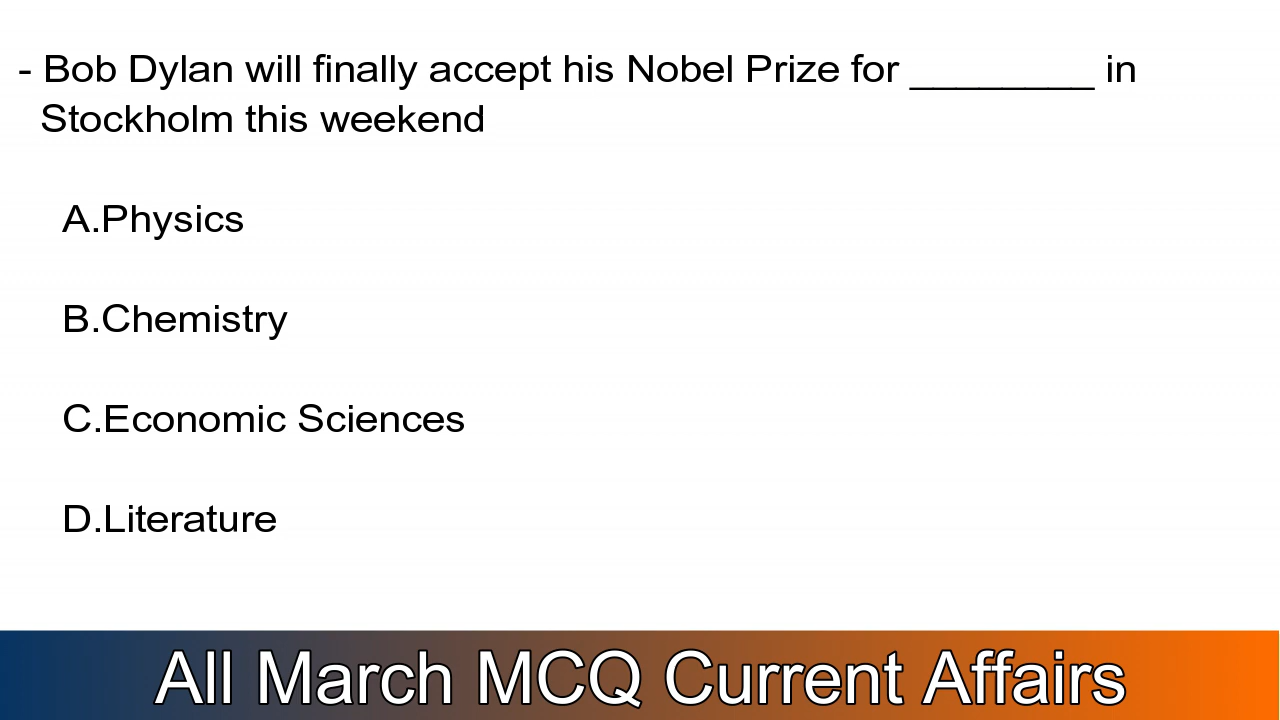 - Bob Dylan will finally accept his Nobel Prize for ________ in
Stockholm this weekend
A.Physics
B.Chemistry
C.Economic Sciences
D.Literature
All March MCQ Current Affairs